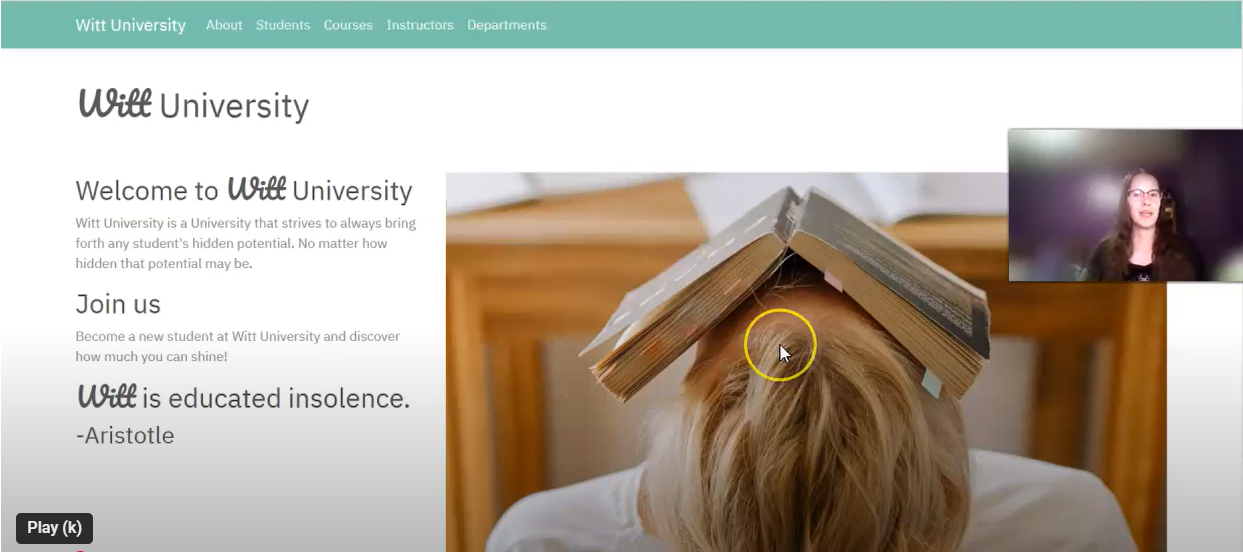 Witt University About Students Courses Instructors Departments
Witt University
Welcome to Witt University
Witt University is a University that strives to always bring
forth any student's hidden potential. No matter how
hidden that potential may be.
Join us
Become a new student at Witt University and discover
how much you can shine!
Witt is educated insolence.
-Aristotle
Play (k)